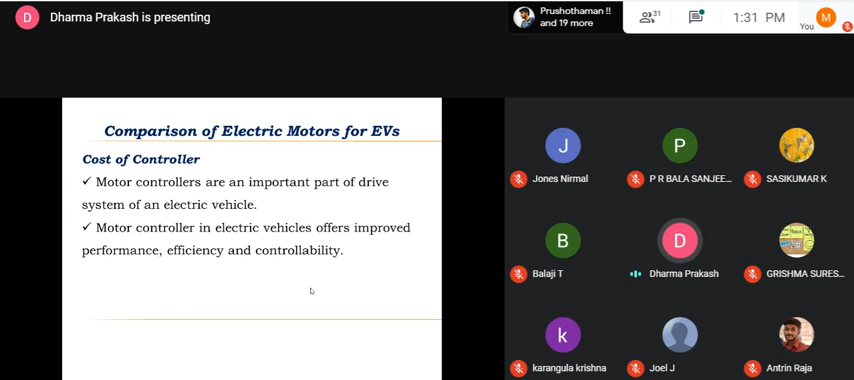 D Dharma Prakash is presenting
Prushothaman !!
and 19 more
31
1:31 PM
M
You
Comparison of Electric Motors for EVs
Cost of Controller
✓ Motor controllers are an important part of drive
system of an electric vehicle.
✓ Motor controller in electric vehicles offers improved
performance, efficiency and controllability.
J
P
Jones Nirmal
P R BALA SANJEE...
SASIKUMAR K
B
D
Balaji T
Dharma Prakash
GRISHMA SURES...
k
karangula krishna
Joel J
Antrin Raja